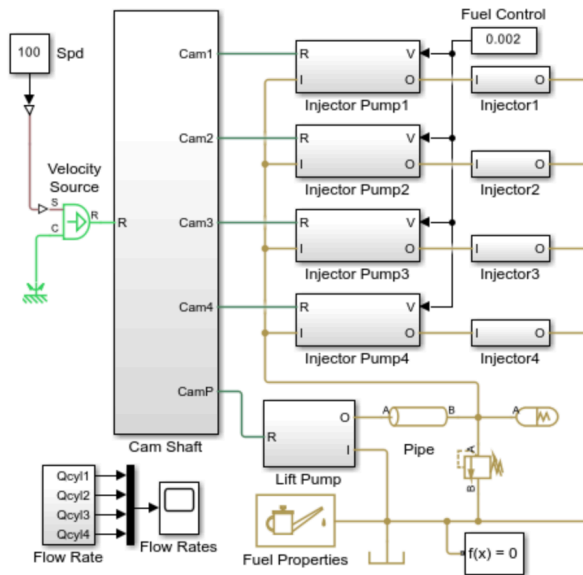 Fuel Control
0.002
100
Spd
Cam1
R
V
I
O
I
O
Injector Pump1
Injector1
Velocity
Source
Cam2
R
V
I
O
I
O
Injector Pump2
Injector2
S
C
R
R
Cam3
R
V
I
O
I
O
Injector Pump3
Injector3
Cam4
R
V
I
O
I
O
Injector Pump4
Injector4
CamP
Cam Shaft
O
R
I
Lift Pump
A
B
Pipe
A
A
B
Qcyl1
Qcyl2
Qcyl3
Qcyl4
Flow Rate
Flow Rates
Fuel Properties
f(x) = 0